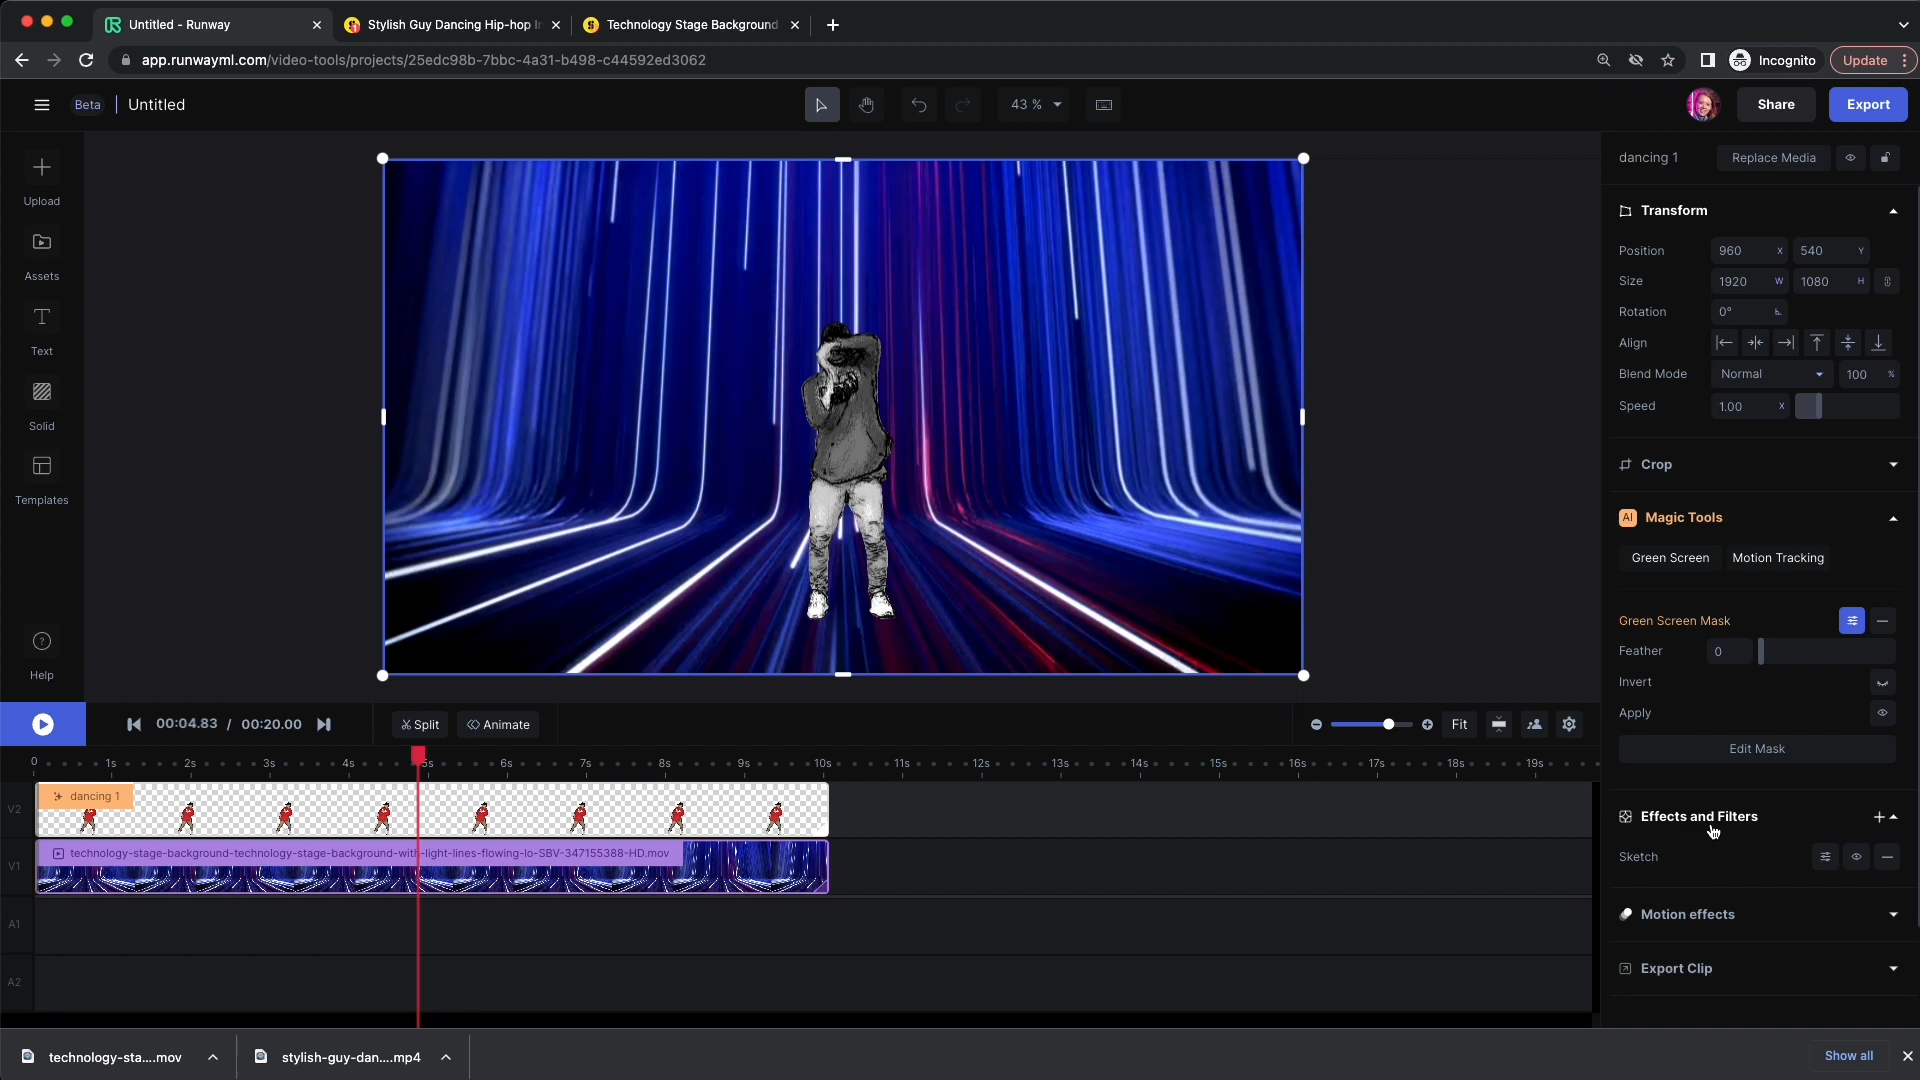 Untitled - Runway
Stylish Guy Dancing Hip-hop I
Technology Stage Background
app.runwayml.com/video-tools/projects/25edc98b-7bbc-4a31-b498-c44592ed3062
Incognito
Update
Beta
Untitled
43 %
Share
Export
Upload
Assets
Text
Solid
Templates
Help
dancing 1
Replace Media
Transform
Position 960 X 540 Y
Size 1920 W 1080 H
Rotation 0°
Align
Blend Mode Normal 100 %
Speed 1.00 X
Crop
AI Magic Tools
Green Screen Motion Tracking
Green Screen Mask
Feather 0
Invert
Apply
Edit Mask
Effects and Filters
Sketch
Motion effects
Export Clip
00:04.83 / 00:20.00
Split
Animate
Fit
0 1s 2s 3s 4s 5s 6s 7s 8s 9s 10s 11s 12s 13s 14s 15s 16s 17s 18s 19s
V2
dancing 1
V1
technology-stage-background-technology-stage-background-with-light-lines-flowing-lo-SBV-347155388-HD.mov
A1
A2
technology-sta....mov
stylish-guy-dan....mp4
Show all